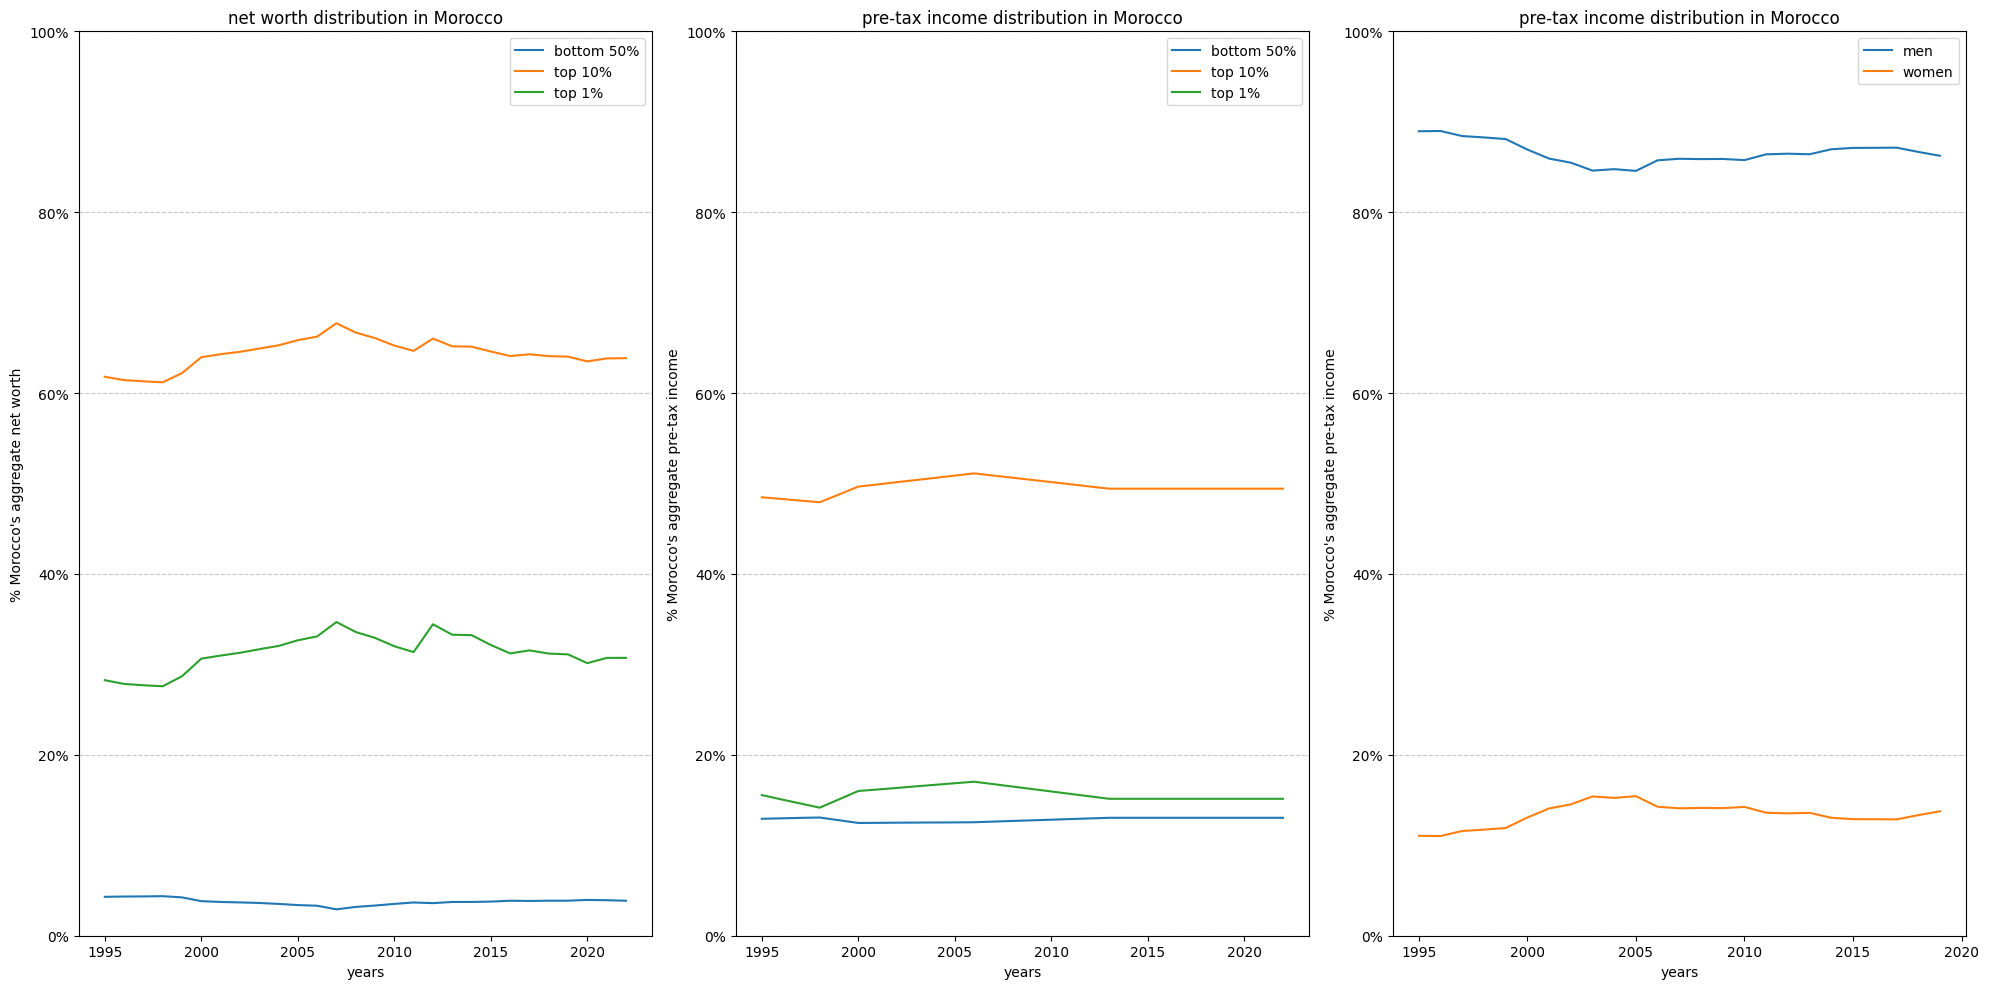 net worth distribution in Morocco
100%
80%
60%
40%
20%
0%
% Morocco's aggregate net worth
bottom 50%
top 10%
top 1%
1995
2000
2005
2010
2015
2020
years
pre-tax income distribution in Morocco
100%
80%
60%
40%
20%
0%
% Morocco's aggregate pre-tax income
bottom 50%
top 10%
top 1%
1995
2000
2005
2010
2015
2020
years
pre-tax income distribution in Morocco
100%
80%
60%
40%
20%
0%
% Morocco's aggregate pre-tax income
men
women
1995
2000
2005
2010
2015
2020
years